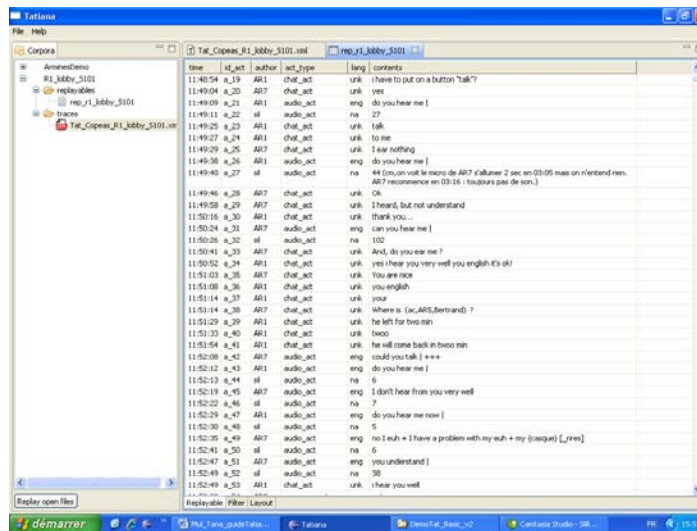 Tatiana
File Help
Corpora
ArminesDemo
R1_lobby_S101
replayables
rep_r1_lobby_S101
traces
Tat_Copeas_R1_lobby_S101.xm
Replay open files
Tat_Copeas_R1_lobby_S101.xml rep_r1_lobby_S101
time id_act author act_type lang contents
11:48:54 a_19 AR1 chat_act unk i have to put on a button "talk"?
11:49:04 a_20 AR7 chat_act unk yes
11:49:09 a_21 AR1 audio_act eng do you hear me |
11:49:11 a_22 sil audio_act na 27
11:49:25 a_23 AR1 chat_act unk talk
11:49:27 a_24 AR1 chat_act unk to me
11:49:29 a_25 AR7 chat_act unk I ear nothing
11:49:38 a_26 AR1 audio_act eng do you hear me |
11:49:40 a_27 sil audio_act na 44 (cm,on voit le micro de AR7 s'allumer 2 sec en 03:05 mais on n'entend rien.
AR7 recommence en 03:16 : toujours pas de son.)
11:49:46 a_28 AR7 chat_act unk Ok
11:49:58 a_29 AR7 chat_act unk I heard, but not understand
11:50:16 a_30 AR1 chat_act unk thank you...
11:50:24 a_31 AR7 audio_act eng can you hear me |
11:50:26 a_32 sil audio_act na 102
11:50:41 a_33 AR7 chat_act unk And, do you ear me ?
11:50:52 a_34 AR1 chat_act unk yes i hear you very well you english it's ok!
11:51:03 a_35 AR7 chat_act unk You are nice
11:51:08 a_36 AR1 chat_act unk you english
11:51:14 a_37 AR1 chat_act unk your
11:51:14 a_38 AR7 chat_act unk Where is (ac,AR5,Bertrand) ?
11:51:29 a_39 AR1 chat_act unk he left for two min
11:51:33 a_40 AR1 chat_act unk twoo
11:51:54 a_41 AR1 chat_act unk he will come back in twoo min
11:52:08 a_42 AR7 audio_act eng could you talk | +++
11:52:12 a_43 AR1 audio_act eng do you hear me |
11:52:13 a_44 sil audio_act na 6
11:52:19 a_45 AR7 audio_act eng I don't hear from you very well
11:52:22 a_46 sil audio_act na 7
11:52:29 a_47 AR1 audio_act eng do you hear me now |
11:52:30 a_48 sil audio_act na 5
11:52:35 a_49 AR7 audio_act eng no I euh + I have a problem with my euh + my (casque) [_rires]
11:52:41 a_50 sil audio_act na 6
11:52:47 a_51 AR7 audio_act eng you understand |
11:52:49 a_52 sil audio_act na 38
11:52:49 a_53 AR1 chat_act unk i hear you well
Replayable Filter Layout
démarrer Tatiana DemoTat_Basic_v2 Camtasia Studio FR